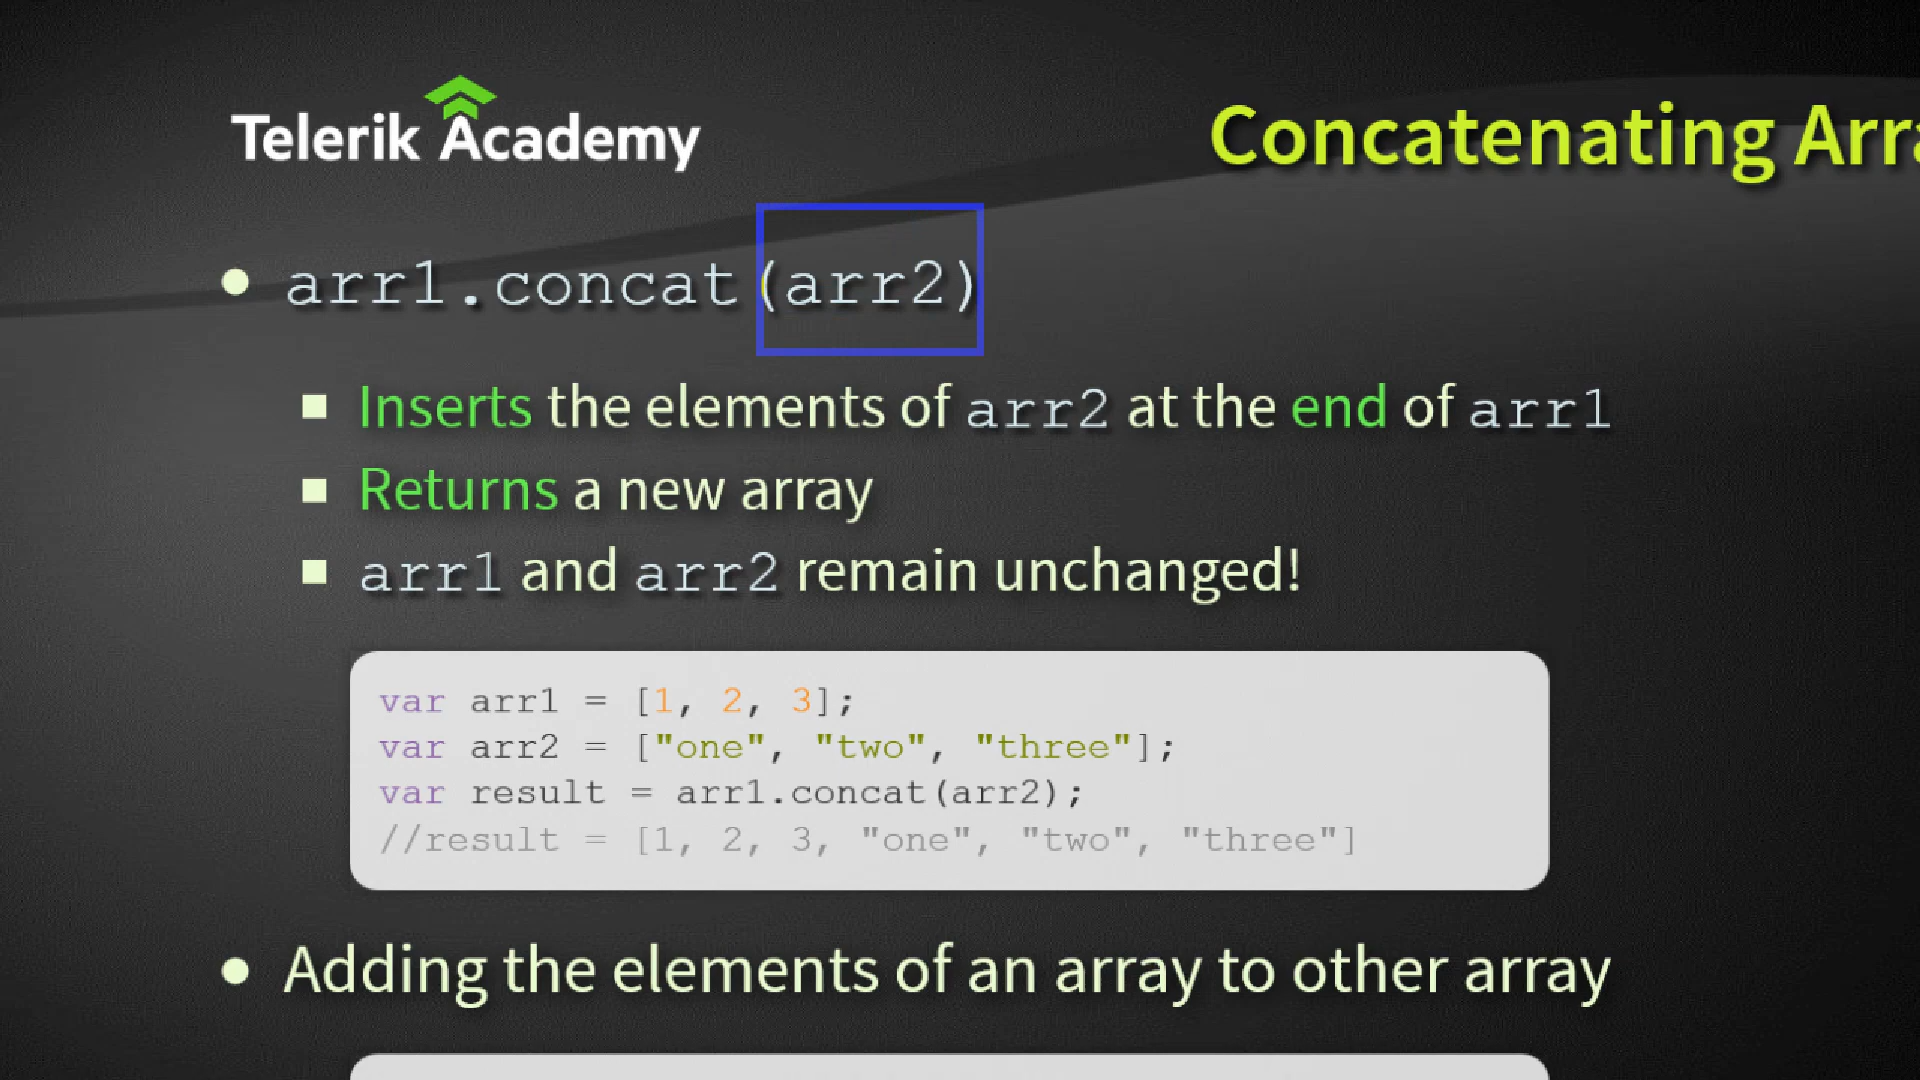 Telerik Academy
Concatenating
arr1.concat(arr2)
Inserts the elements of arr2 at the end of arr1
Returns a new array
arr1 and arr2 remain unchanged!
var arr1 = [1, 2, 3];
var arr2 = ["one", "two", "three"];
var result = arr1.concat(arr2);
//result = [1, 2, 3, "one", "two", "three"]
Adding the elements of an array to other array